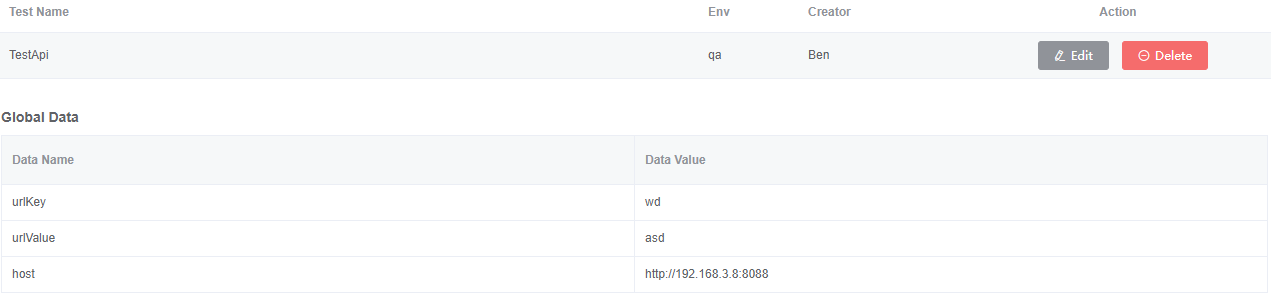 Test Name Env Creator Action
TestApi qa Ben Edit Delete
Global Data
Data Name Data Value
urlKey wd
urlValue asd
host http://192.168.3.8:8088